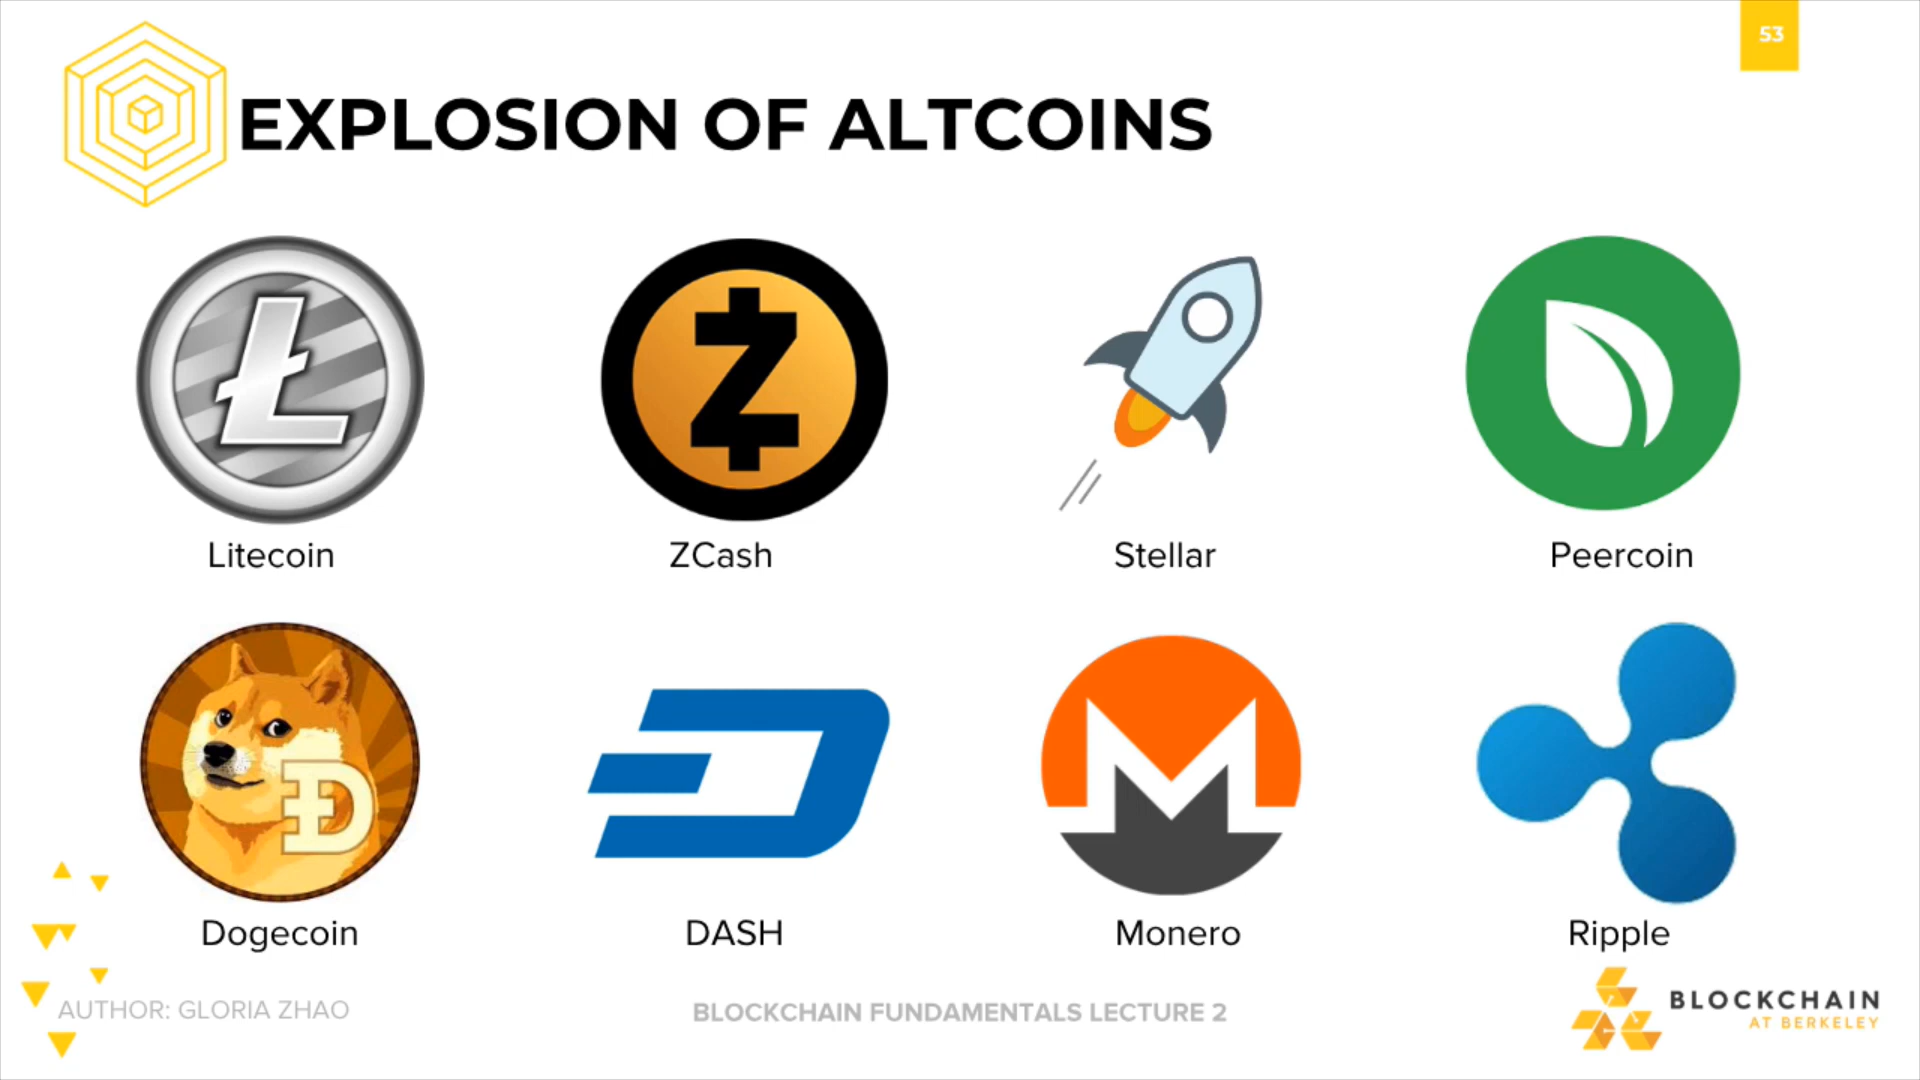 53
EXPLOSION OF ALTCOINS
Litecoin
ZCash
Stellar
Peercoin
Dogecoin
DASH
Monero
Ripple
AUTHOR: GLORIA ZHAO
BLOCKCHAIN FUNDAMENTALS LECTURE 2
BLOCKCHAIN
AT BERKELEY